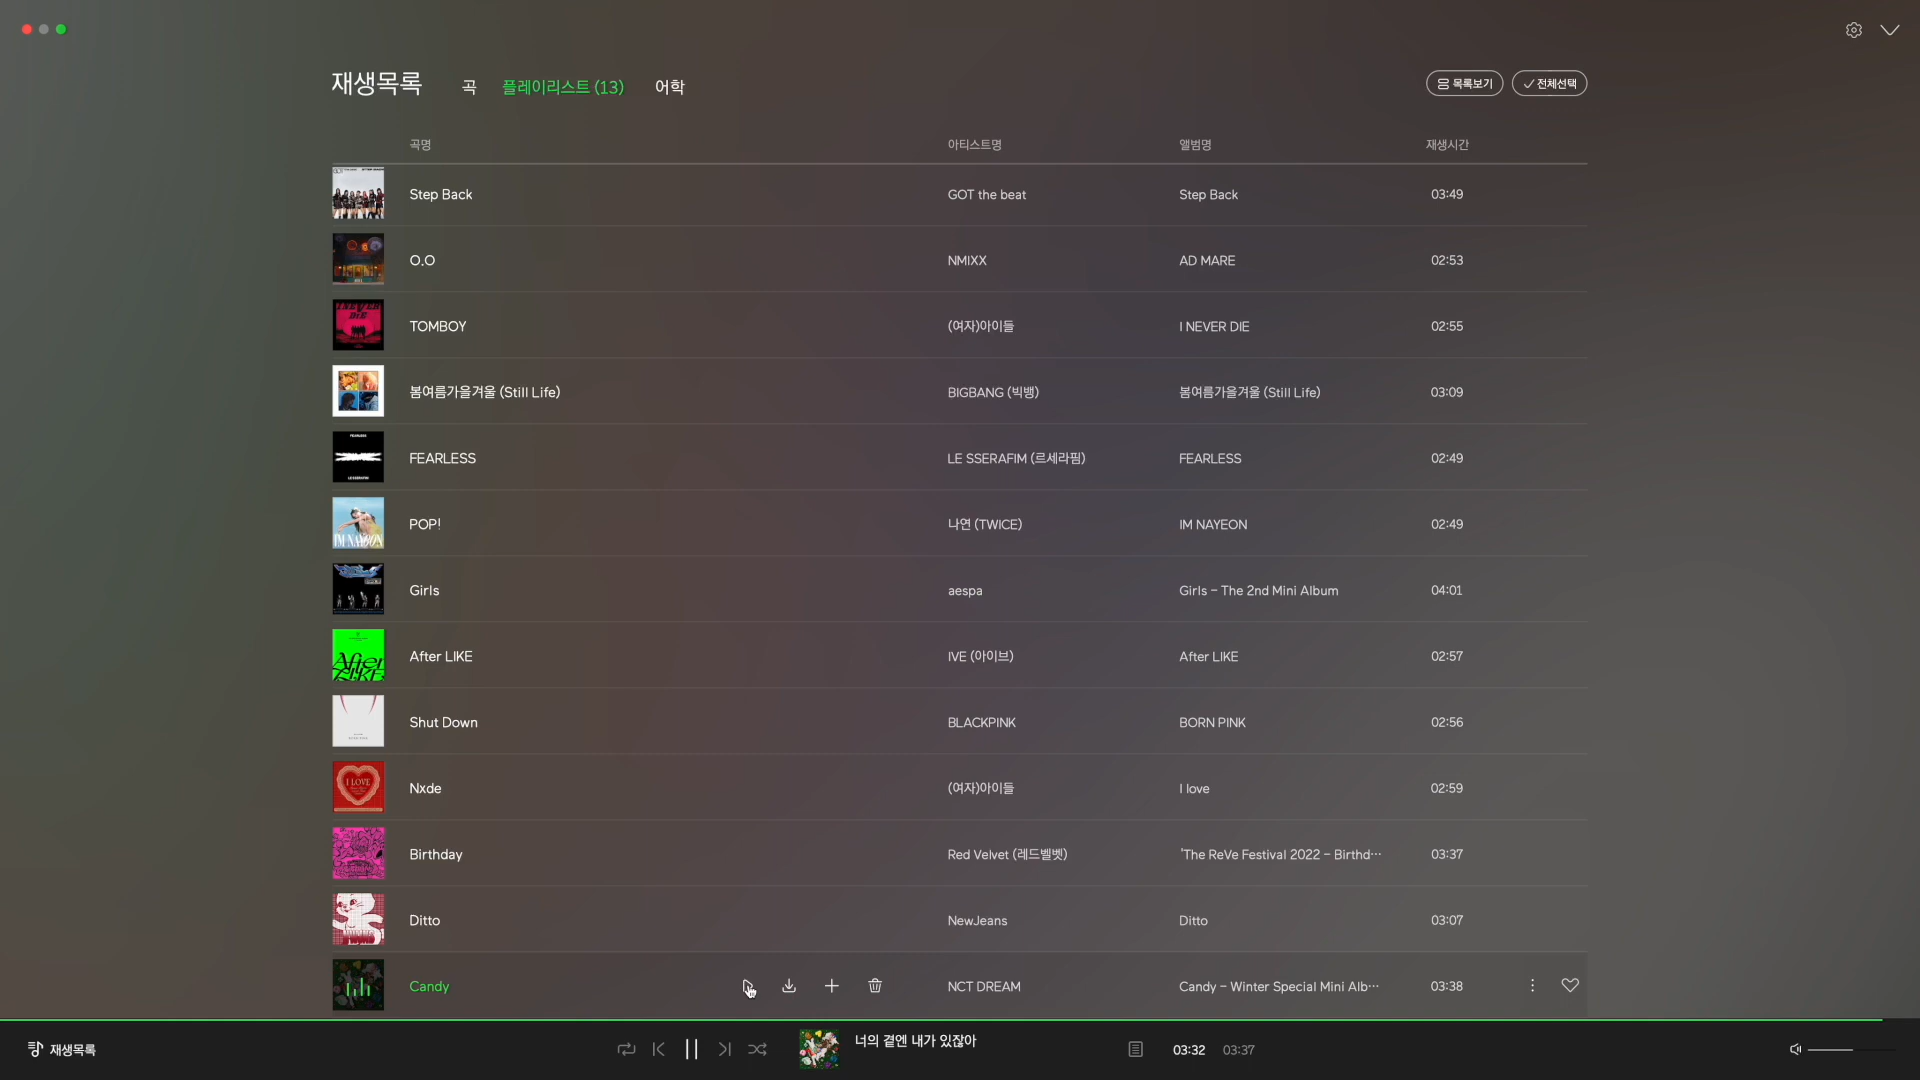 재생목록 곡 플레이리스트 (13) 어학 목록보기 전체선택
곡명 아티스트명 앨범명 재생시간
Step Back GOT the beat Step Back 03:49
O.O NMIXX AD MARE 02:53
TOMBOY (여자)아이들 I NEVER DIE 02:55
봄여름가을겨울 (Still Life) BIGBANG (빅뱅) 봄여름가을겨울 (Still Life) 03:09
FEARLESS LE SSERAFIM (르세라핌) FEARLESS 02:49
POP! 나연 (TWICE) IM NAYEON 02:49
IM NAYEON
Girls aespa Girls - The 2nd Mini Album 04:01
After LIKE IVE (아이브) After LIKE 02:57
After LIKE
Shut Down BLACKPINK BORN PINK 02:56
Nxde (여자)아이들 I love 02:59
I LOVE
Birthday Red Velvet (레드벨벳) 'The ReVe Festival 2022 - Birthd··· 03:37
Ditto NewJeans Ditto 03:07
Candy NCT DREAM Candy - Winter Special Mini Alb··· 03:38
재생목록 너의 곁엔 내가 있잖아 03:32 03:37